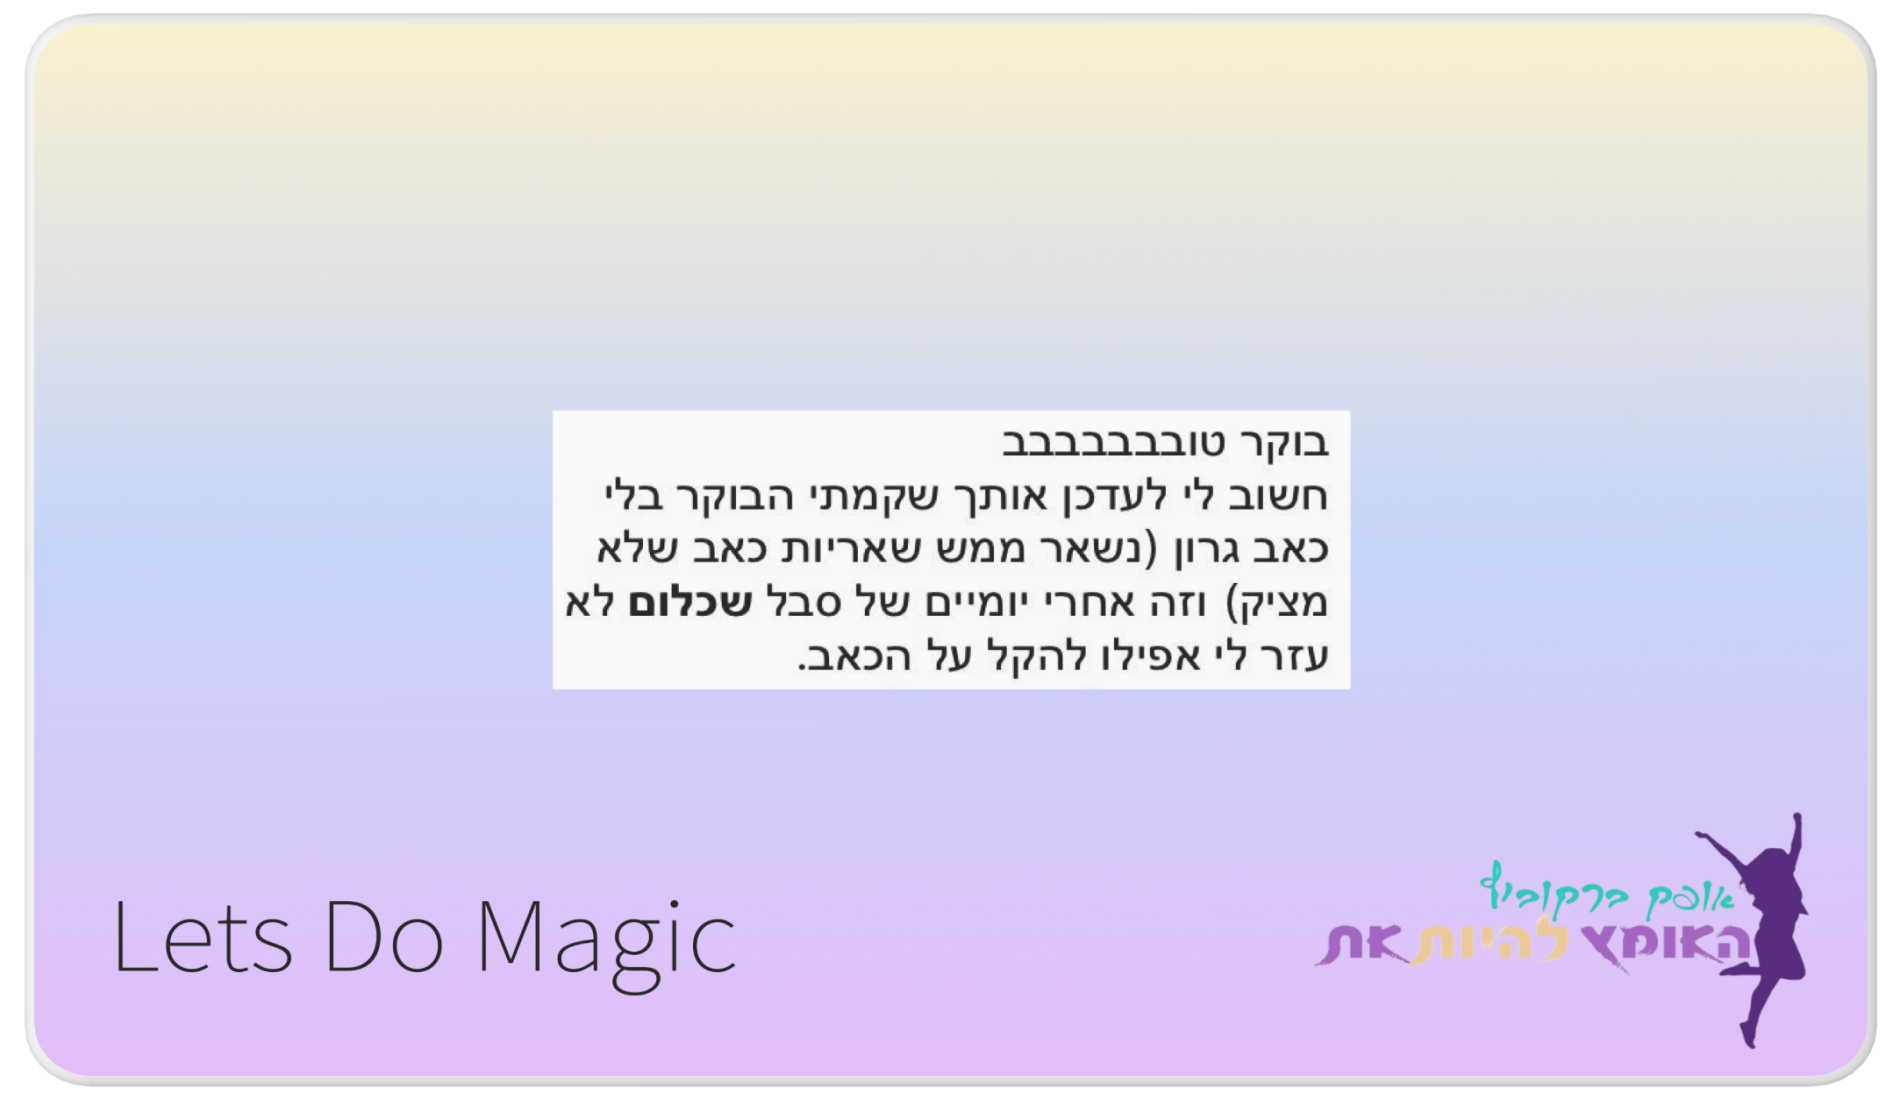 בוקר טובבבבבבב
חשוב לי לעדכן אותך שקמתי הבוקר בלי
כאב גרון (נשאר ממש שאריות כאב שלא
מציק) וזה אחרי יומיים של סבל שכלום לא
עזר לי אפילו להקל על הכאב.
Lets Do Magic
אופק ברקוביץ
האומץ להיות את